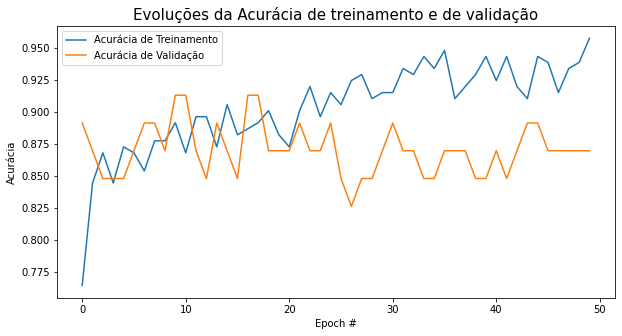 Evoluções da Acurácia de treinamento e de validação
Acurácia de Treinamento
Acurácia de Validação
Acurácia
0.950
0.925
0.900
0.875
0.850
0.825
0.800
0.775
0
10
20
30
40
50
Epoch #